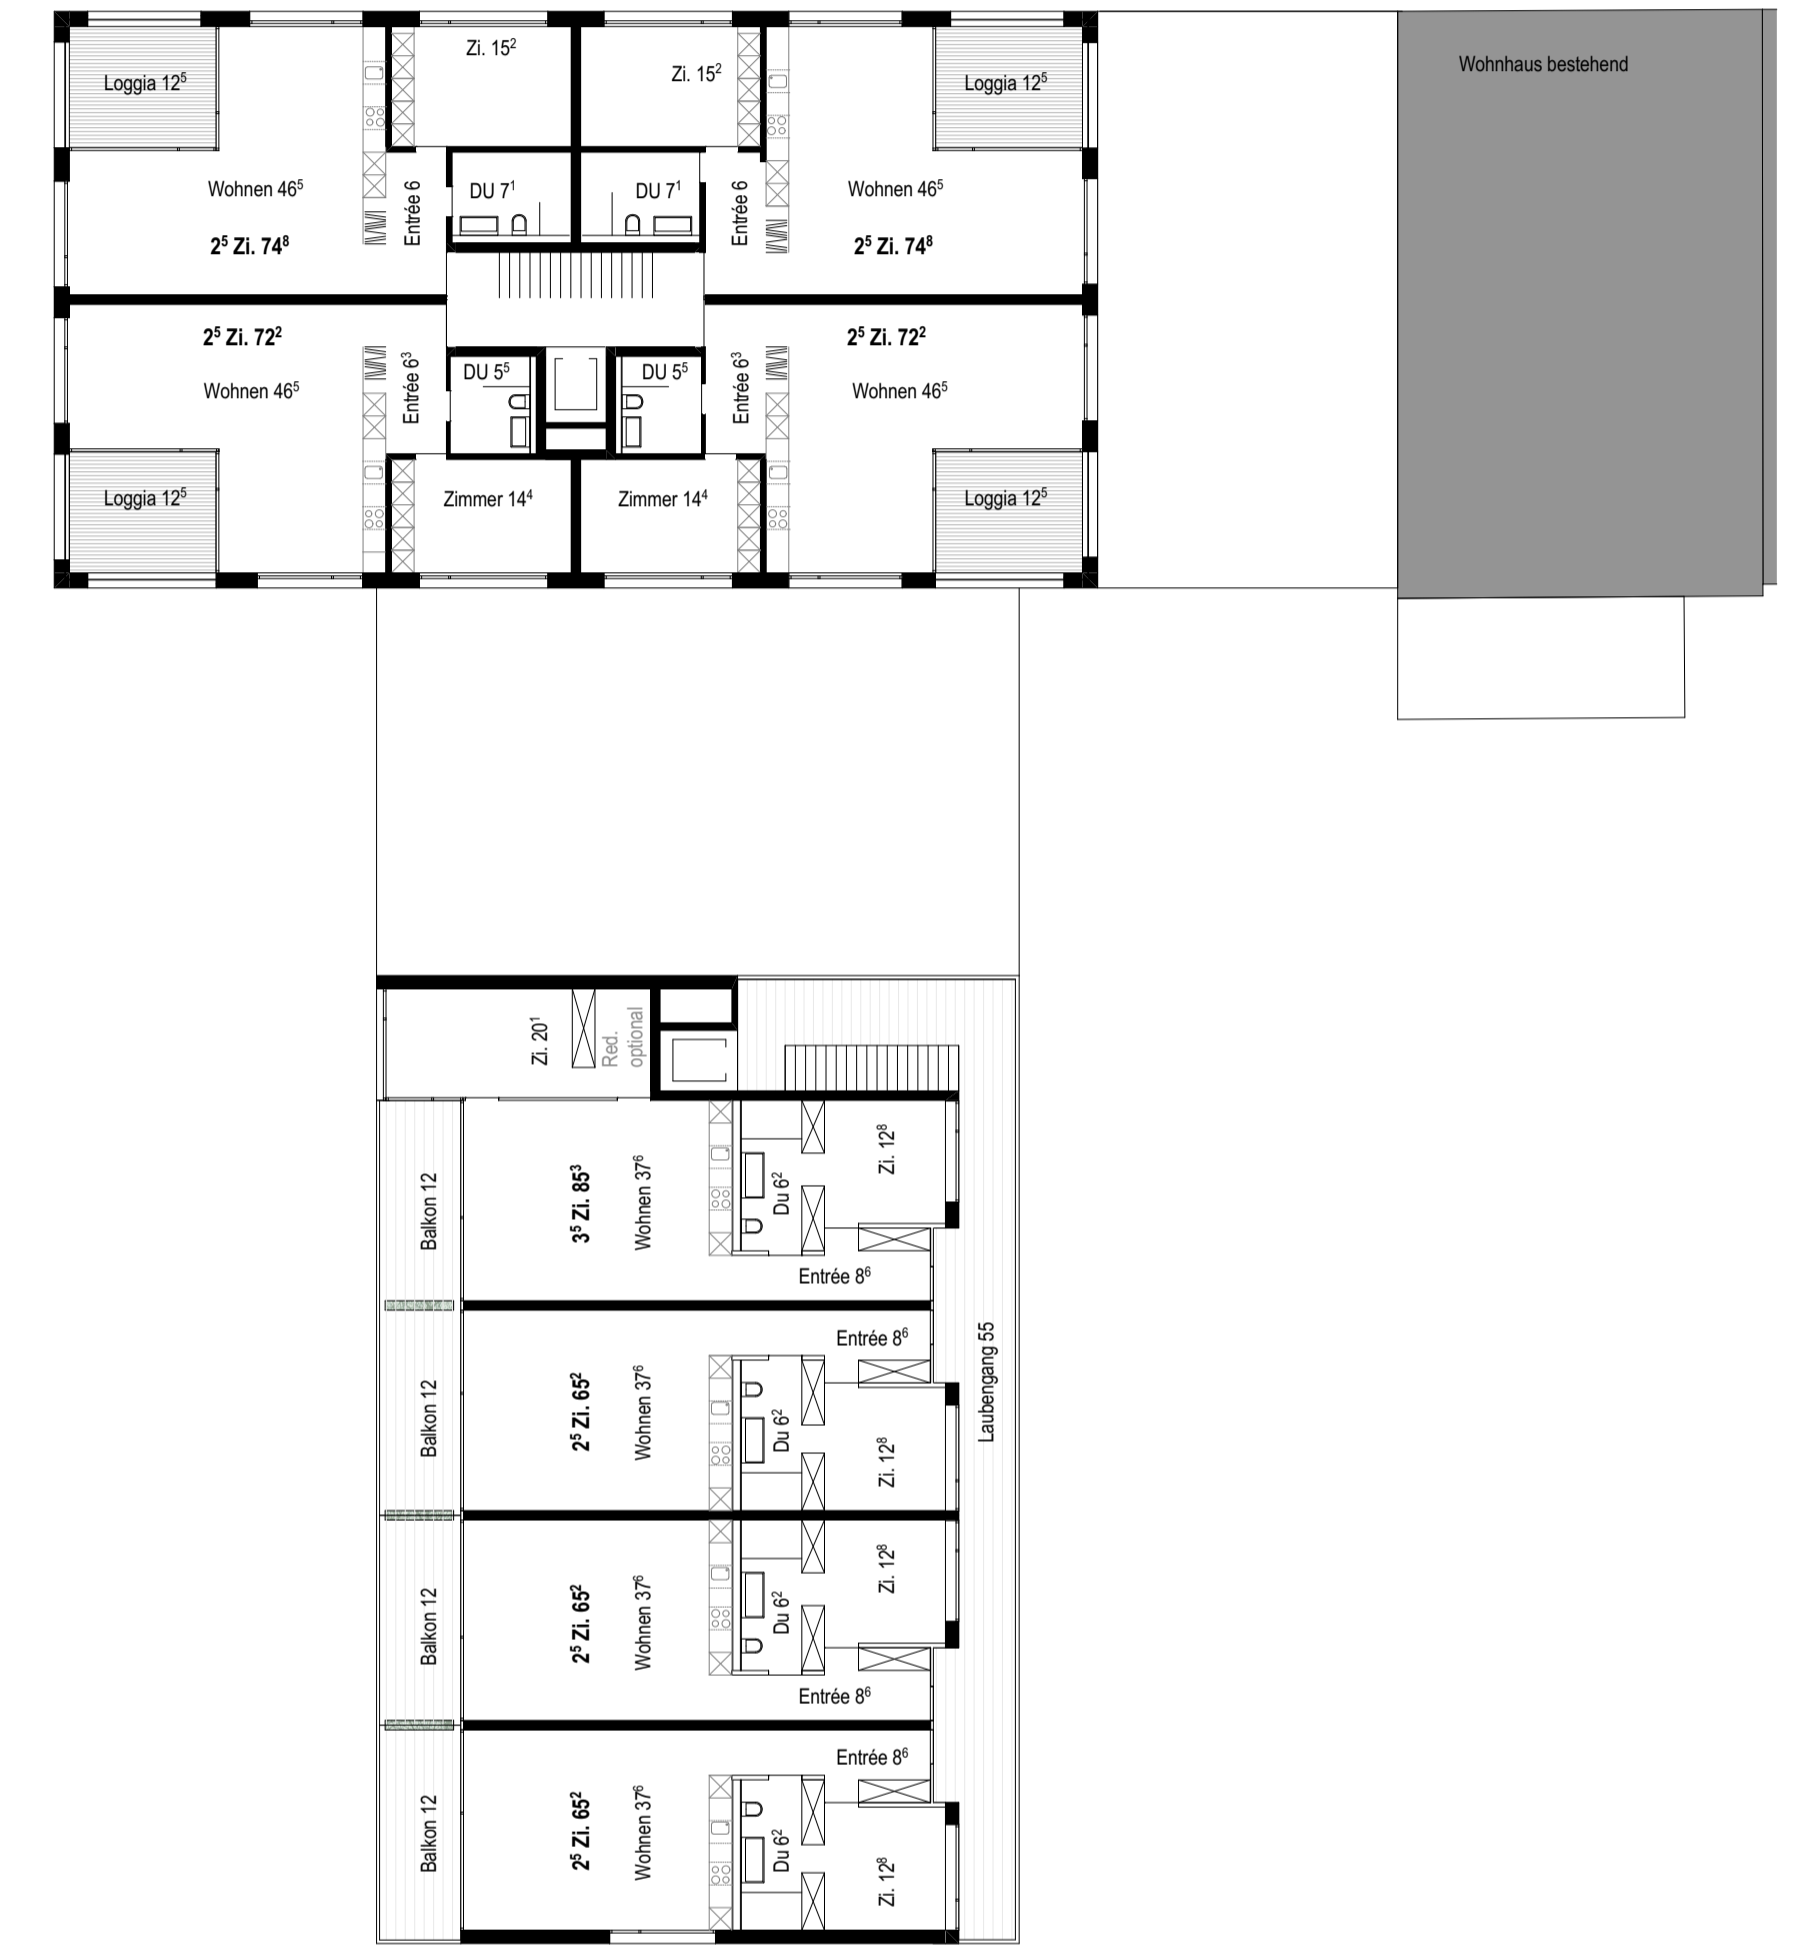 Zi. 15²
Wohnhaus bestehend
Zi. 15²
Loggia 12⁵
Loggia 12⁵
Wohnen 46⁵
Entrée 6
DU 7¹
DU 7¹
Entrée 6
Wohnen 46⁵
2⁵ Zi. 74⁸
2⁵ Zi. 74⁸
2⁵ Zi. 72²
2⁵ Zi. 72²
Wohnen 46⁵
Entrée 6³
DU 5⁵
DU 5⁵
Entrée 6³
Wohnen 46⁵
Loggia 12⁵
Zimmer 14⁴
Zimmer 14⁴
Loggia 12⁵
Zi. 20¹
Red.
optional
Balkon 12
3⁵ Zi. 85³
Wohnen 37⁶
Du 6²
Zi. 12⁸
Entrée 8⁶
Entrée 8⁶
Laubengang 55
Balkon 12
2⁵ Zi. 65²
Wohnen 37⁶
Du 6²
Zi. 12⁸
Balkon 12
2⁵ Zi. 65²
Wohnen 37⁶
Du 6²
Zi. 12⁸
Entrée 8⁶
Entrée 8⁶
Balkon 12
2⁵ Zi. 65²
Wohnen 37⁶
Du 6²
Zi. 12⁸